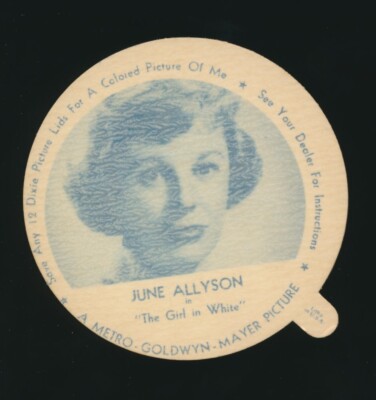 Save Any 12 Dixie Picture Lids For A Colored Picture Of Me ★ See Your Dealer For Instructions ★
JUNE ALLYSON
in
"The Girl in White"
★ A METRO-GOLDWYN-MAYER PICTURE